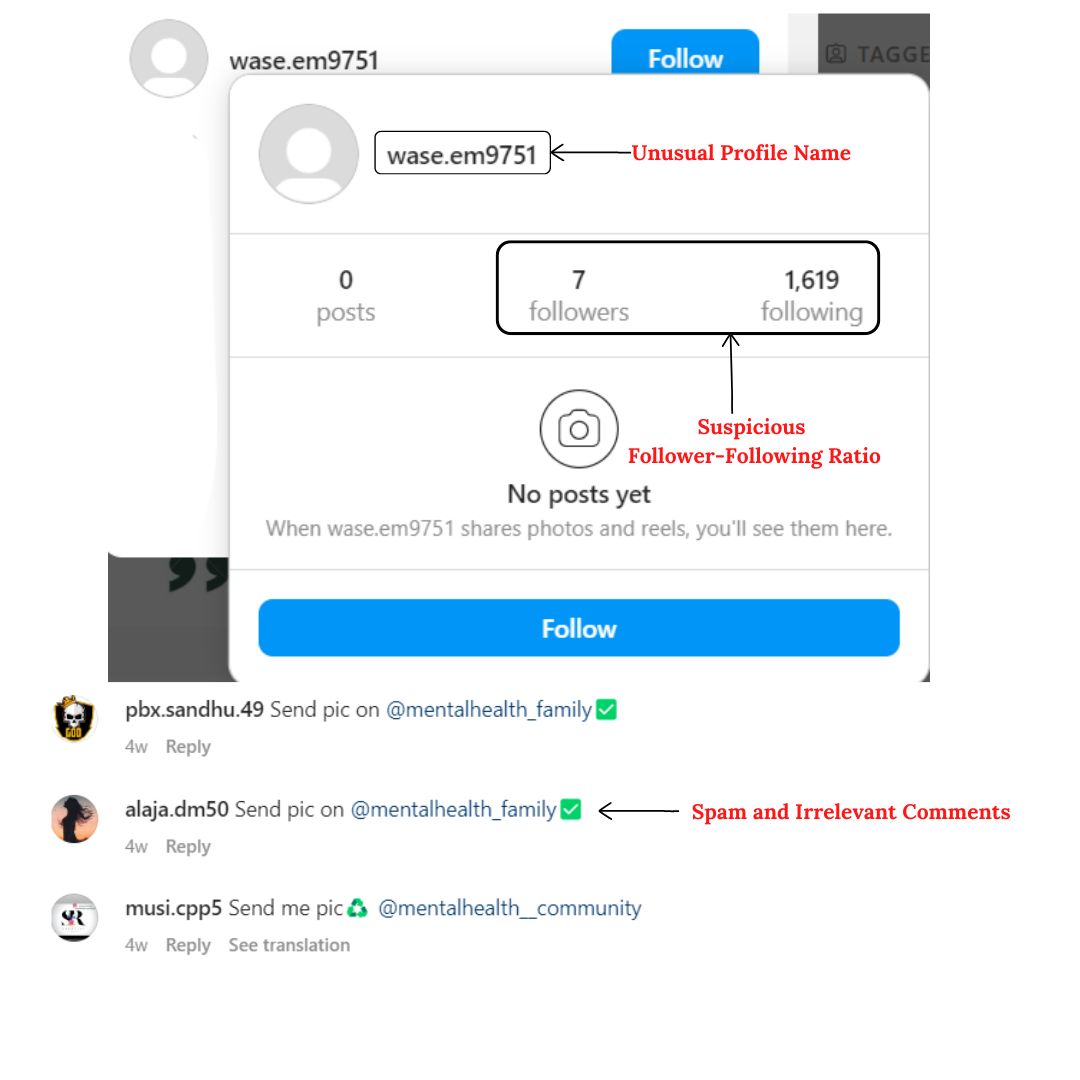 wase.em9751
Follow
TAGGE
wase.em9751
Unusual Profile Name
0
posts
7
followers
1,619
following
Suspicious
Follower-Following Ratio
No posts yet
When wase.em9751 shares photos and reels, you'll see them here.
Follow
pbx.sandhu.49 Send pic on @mentalhealth_family✅
4w Reply
alaja.dm50 Send pic on @mentalhealth_family✅
Spam and Irrelevant Comments
4w Reply
musi.cpp5 Send me pic♻ @mentalhealth__community
4w Reply See translation